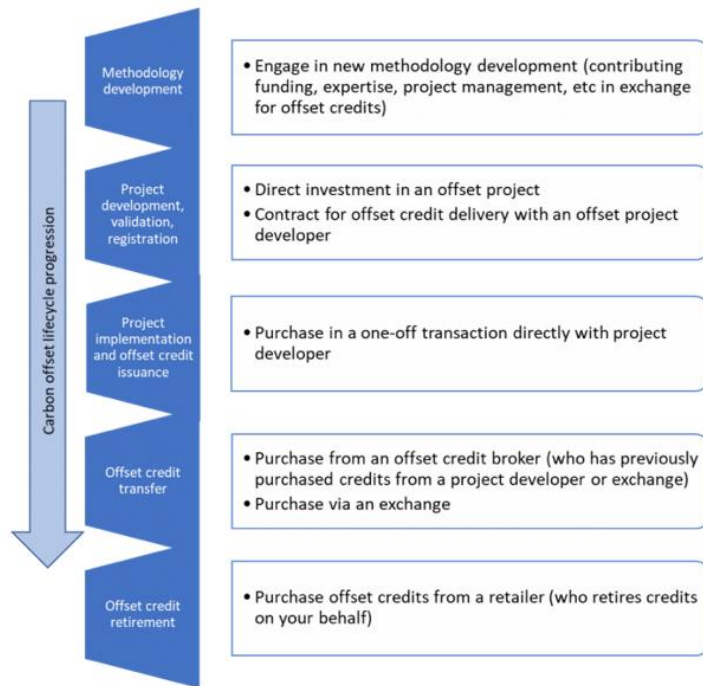 Carbon offset lifecycle progression
Methodology
development
• Engage in new methodology development (contributing
funding, expertise, project management, etc in exchange
for offset credits)
Project
development,
validation,
registration
• Direct investment in an offset project
• Contract for offset credit delivery with an offset project
developer
Project
implementation
and offset credit
issuance
• Purchase in a one-off transaction directly with project
developer
Offset credit
transfer
• Purchase from an offset credit broker (who has previously
purchased credits from a project developer or exchange)
• Purchase via an exchange
Offset credit
retirement
• Purchase offset credits from a retailer (who retires credits
on your behalf)